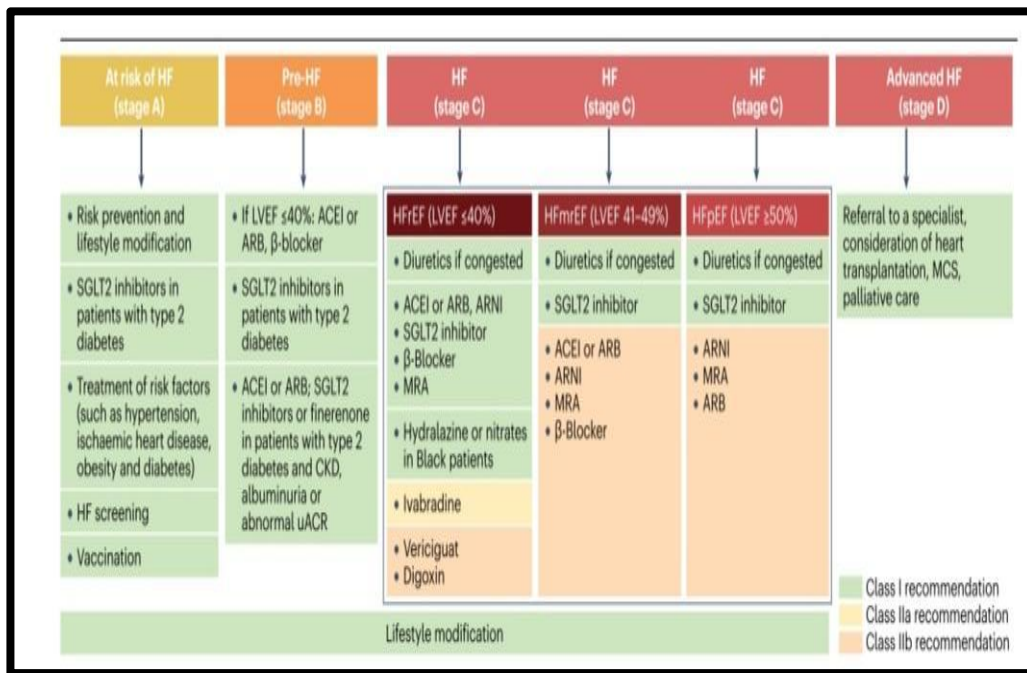 At risk of HF
(stage A)
Pre-HF
(stage B)
HF
(stage C)
HF
(stage C)
HF
(stage C)
Advanced HF
(stage D)
• Risk prevention and
lifestyle modification
• SGLT2 inhibitors in
patients with type 2
diabetes
• Treatment of risk factors
(such as hypertension,
ischaemic heart disease,
obesity and diabetes)
• HF screening
• Vaccination
• If LVEF ≤40%: ACEI or
ARB, β-blocker
• SGLT2 inhibitors in
patients with type 2
diabetes
• ACEI or ARB; SGLT2
inhibitors or finerenone
in patients with type 2
diabetes and CKD,
albuminuria or
abnormal uACR
HFrEF (LVEF ≤40%)
• Diuretics if congested
• ACEI or ARB, ARNI
• SGLT2 inhibitor
• β-Blocker
• MRA
• Hydralazine or nitrates
in Black patients
• Ivabradine
• Vericiguat
• Digoxin
HFmrEF (LVEF 41–49%)
• Diuretics if congested
• SGLT2 inhibitor
• ACEI or ARB
• ARNI
• MRA
• β-Blocker
HFpEF (LVEF ≥50%)
• Diuretics if congested
• SGLT2 inhibitor
• ARNI
• MRA
• ARB
Referral to a specialist,
consideration of heart
transplantation, MCS,
palliative care
Lifestyle modification
Class I recommendation
Class IIa recommendation
Class IIb recommendation